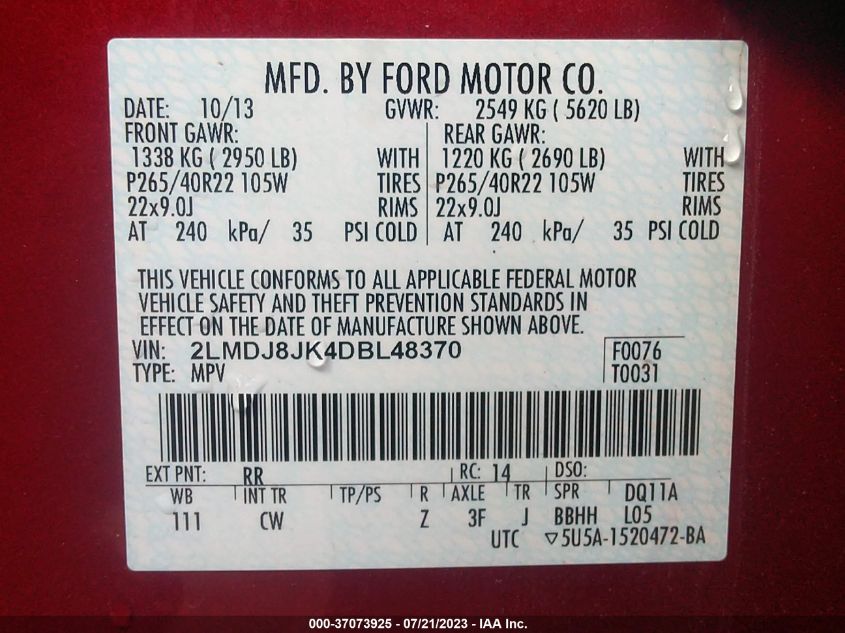 MFD. BY FORD MOTOR CO.
DATE: 10/13 GVWR: 2549 KG ( 5620 LB)
FRONT GAWR: REAR GAWR:
1338 KG ( 2950 LB) WITH 1220 KG ( 2690 LB) WITH
P265/40R22 105W TIRES P265/40R22 105W TIRES
22x9.0J RIMS 22x9.0J RIMS
AT 240 kPa/ 35 PSI COLD AT 240 kPa/ 35 PSI COLD
THIS VEHICLE CONFORMS TO ALL APPLICABLE FEDERAL MOTOR
VEHICLE SAFETY AND THEFT PREVENTION STANDARDS IN
EFFECT ON THE DATE OF MANUFACTURE SHOWN ABOVE.
VIN: 2LMDJ8JK4DBL48370 F0076
TYPE: MPV T0031
EXT PNT: RR RC: 14 DSO:
WB INT TR TP/PS R AXLE TR SPR DQ11A
111 CW Z 3F J BBHH L05
UTC ▽5U5A-1520472-BA
000-37073925 / 07/21/2023 - IAA Inc.